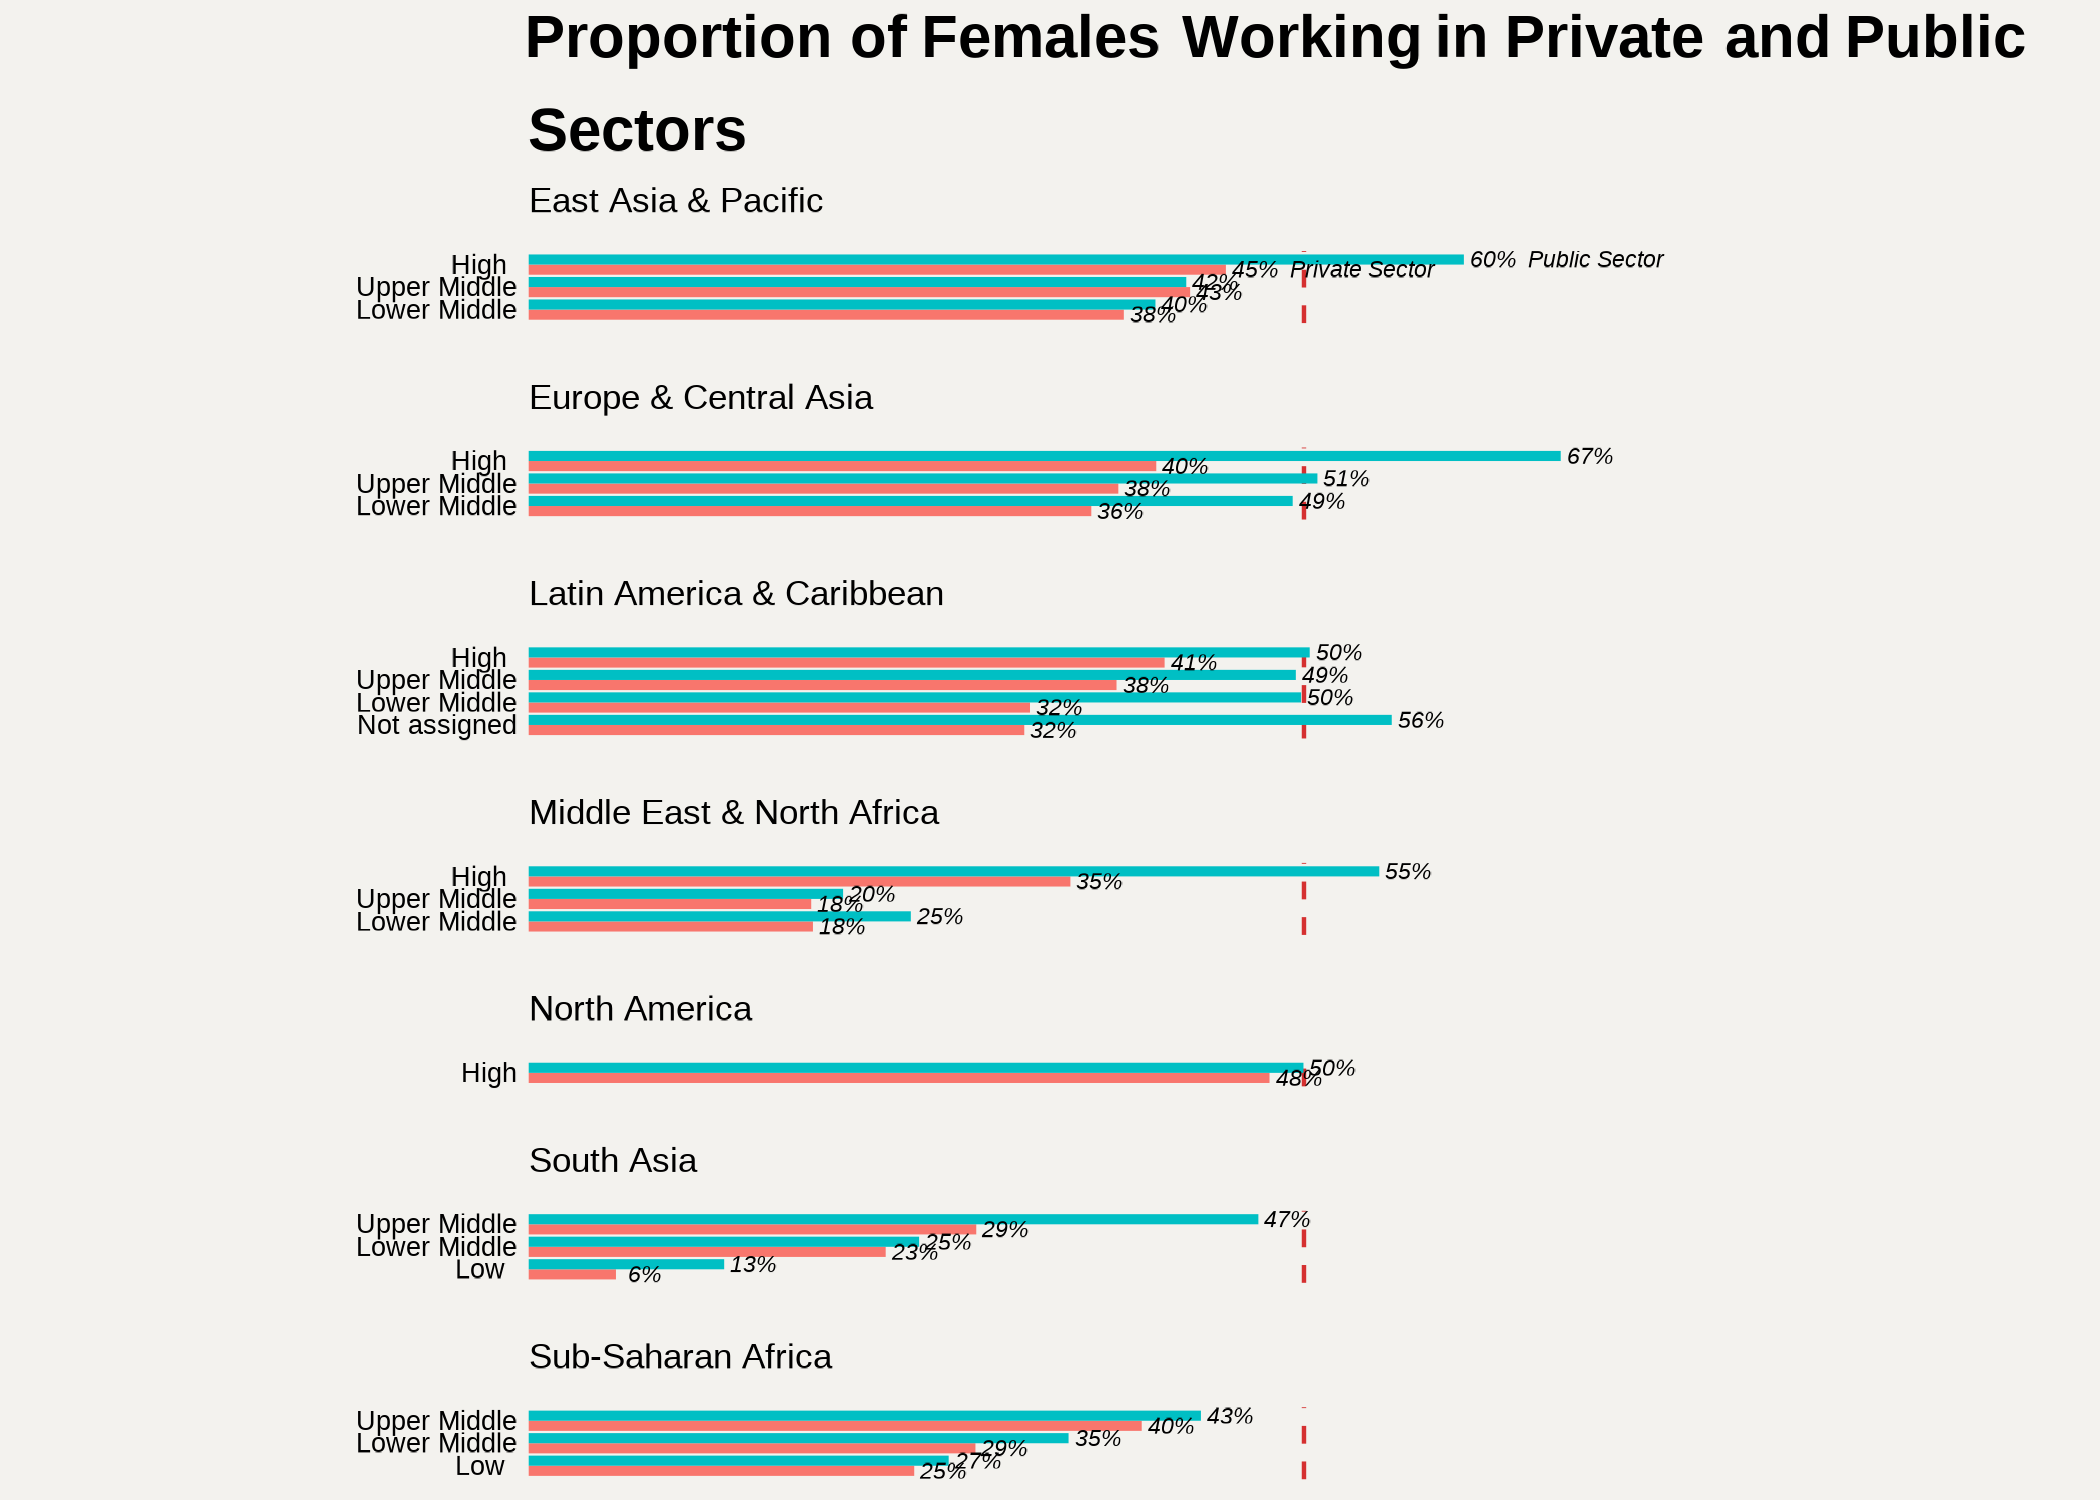 Proportion of Females Working in Private and Public
Sectors
East Asia & Pacific
High 60% Public Sector
45% Private Sector
Upper Middle 42%
43%
Lower Middle 40%
38%
Europe & Central Asia
High 67%
40%
Upper Middle 51%
38%
Lower Middle 49%
36%
Latin America & Caribbean
High 50%
41%
Upper Middle 49%
38%
Lower Middle 50%
32%
Not assigned 56%
32%
Middle East & North Africa
High 55%
35%
Upper Middle 20%
18%
Lower Middle 25%
18%
North America
High 50%
48%
South Asia
Upper Middle 47%
29%
Lower Middle 25%
23%
Low 13%
6%
Sub-Saharan Africa
Upper Middle 43%
40%
Lower Middle 35%
29%
Low 27%
25%